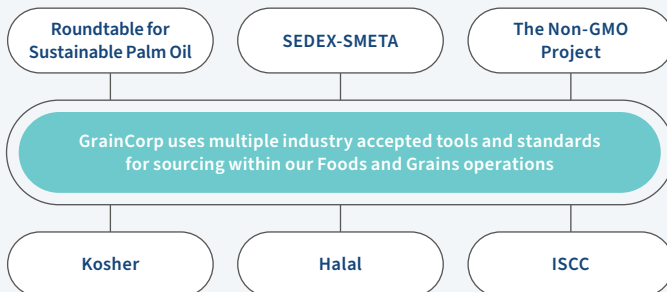 Roundtable for
Sustainable Palm Oil
SEDEX-SMETA
The Non-GMO
Project
GrainCorp uses multiple industry accepted tools and standards
for sourcing within our Foods and Grains operations
Kosher
Halal
ISCC